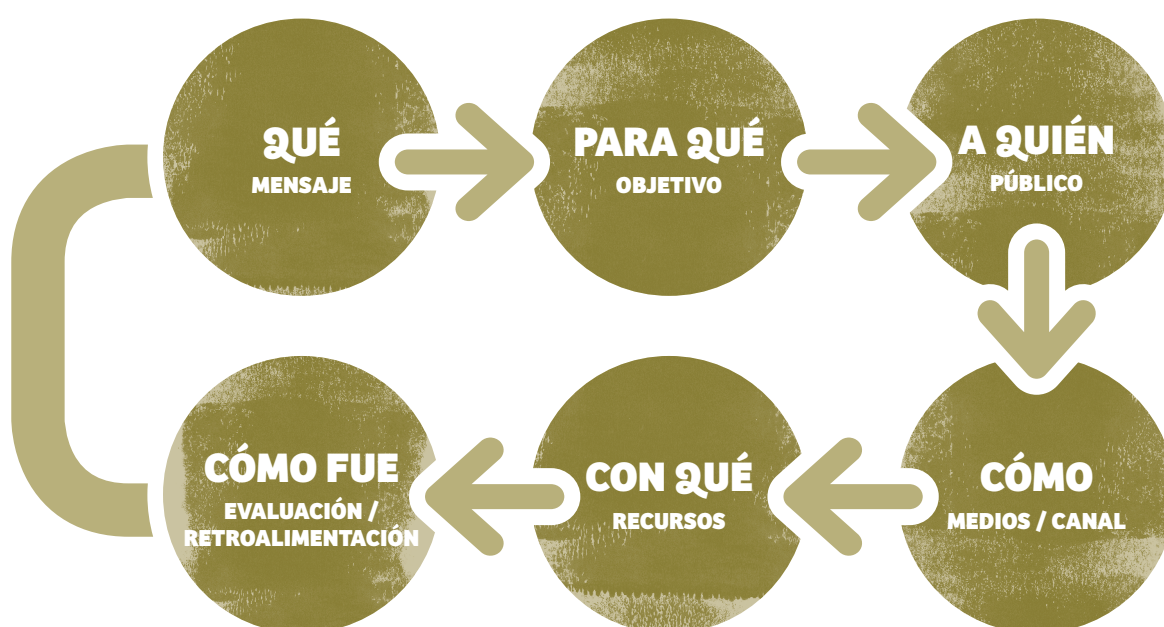 QUÉ
MENSAJE
PARA QUÉ
OBJETIVO
A QUIÉN
PÚBLICO
CÓMO
MEDIOS / CANAL
CON QUÉ
RECURSOS
CÓMO FUE
EVALUACIÓN /
RETROALIMENTACIÓN